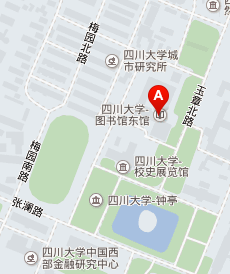 梅园北路
四川大学城
市研究所
A
四川大学-
图书馆东馆
玉章北路
梅园南路
四川大学-
校史展览馆
四川大学-钟亭
张澜路
四川大学中国西
部金融研究中心